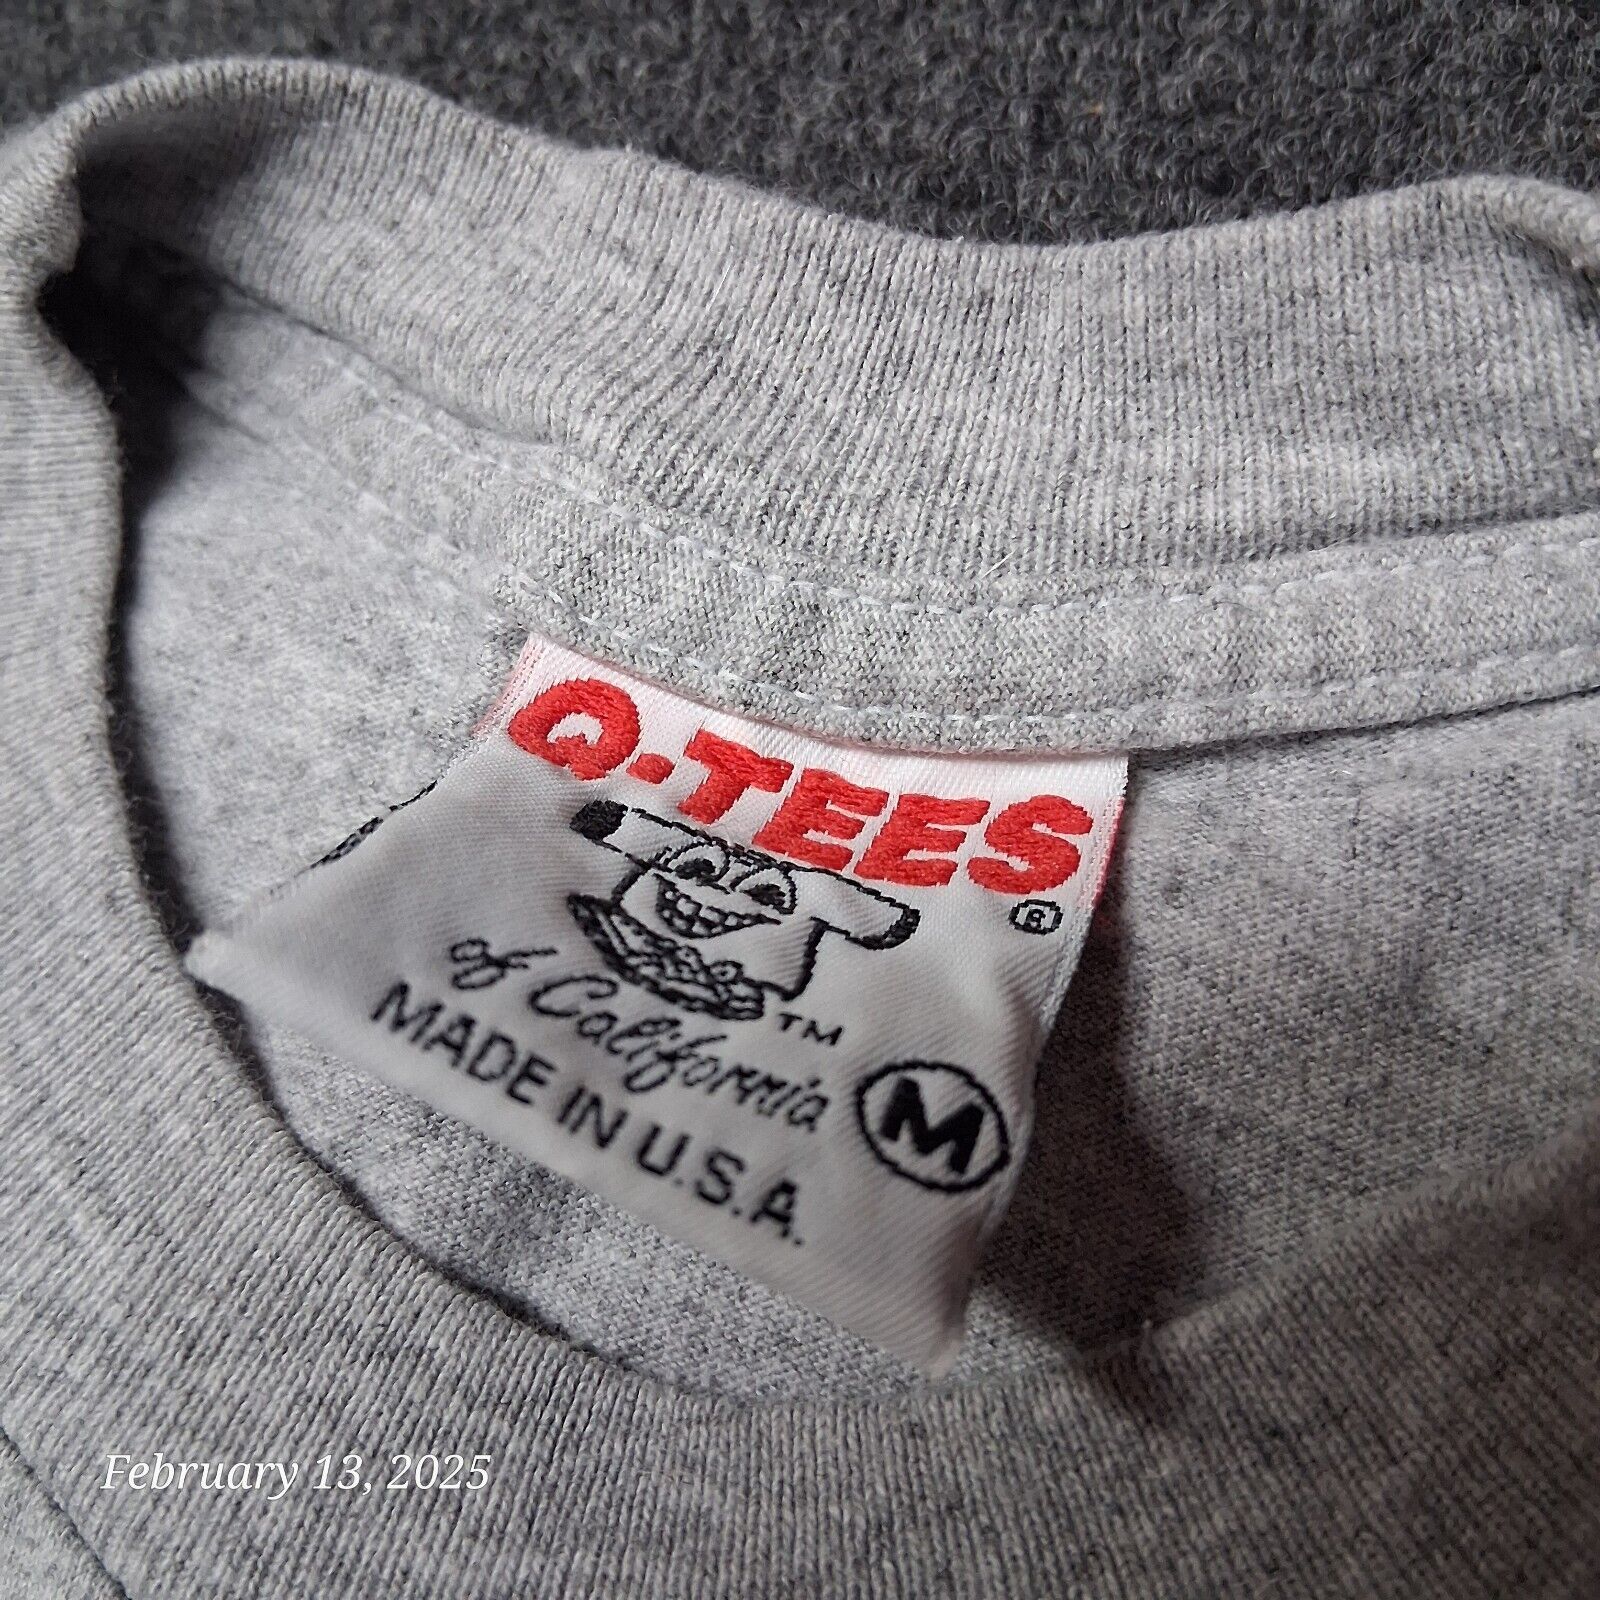 Q-TEES
®
of California
TM
MADE IN U.S.A.
M
February 13, 2025